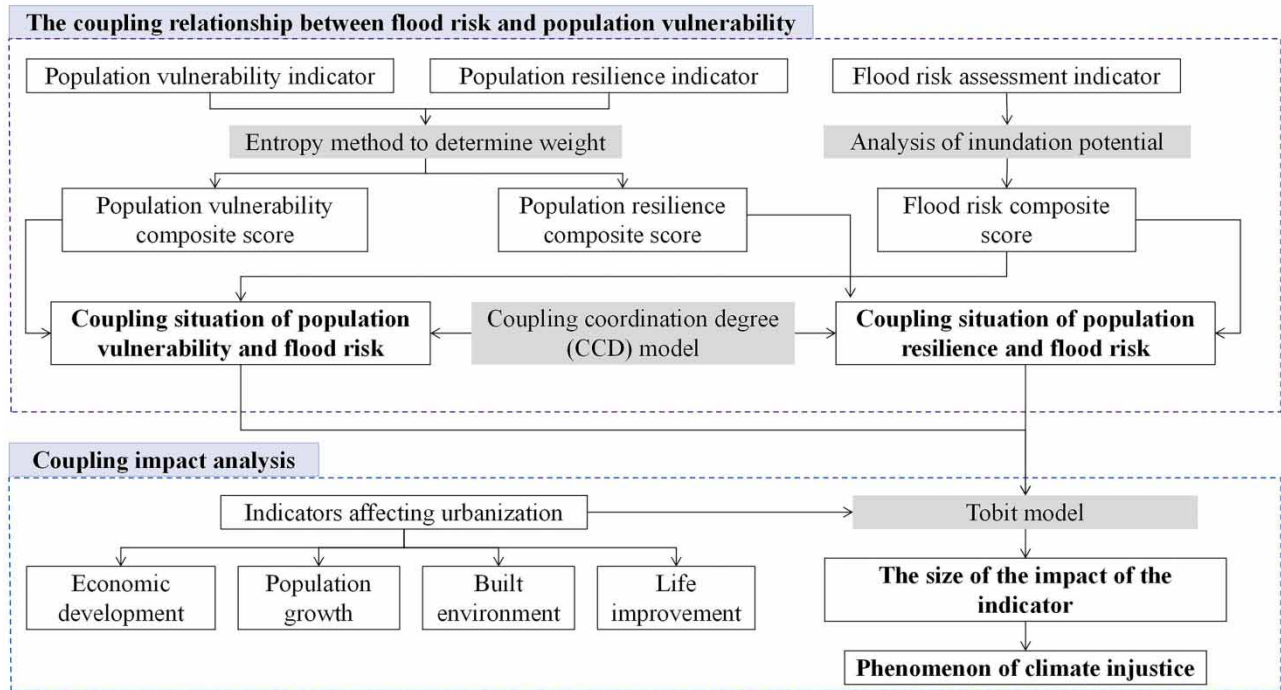 The coupling relationship between flood risk and population vulnerability
Population vulnerability indicator
Population resilience indicator
Flood risk assessment indicator
Entropy method to determine weight
Analysis of inundation potential
Population vulnerability
composite score
Population resilience
composite score
Flood risk composite
score
Coupling situation of population
vulnerability and flood risk
Coupling coordination degree
(CCD) model
Coupling situation of population
resilience and flood risk
Coupling impact analysis
Indicators affecting urbanization
Tobit model
Economic
development
Population
growth
Built
environment
Life
improvement
The size of the impact of the
indicator
Phenomenon of climate injustice